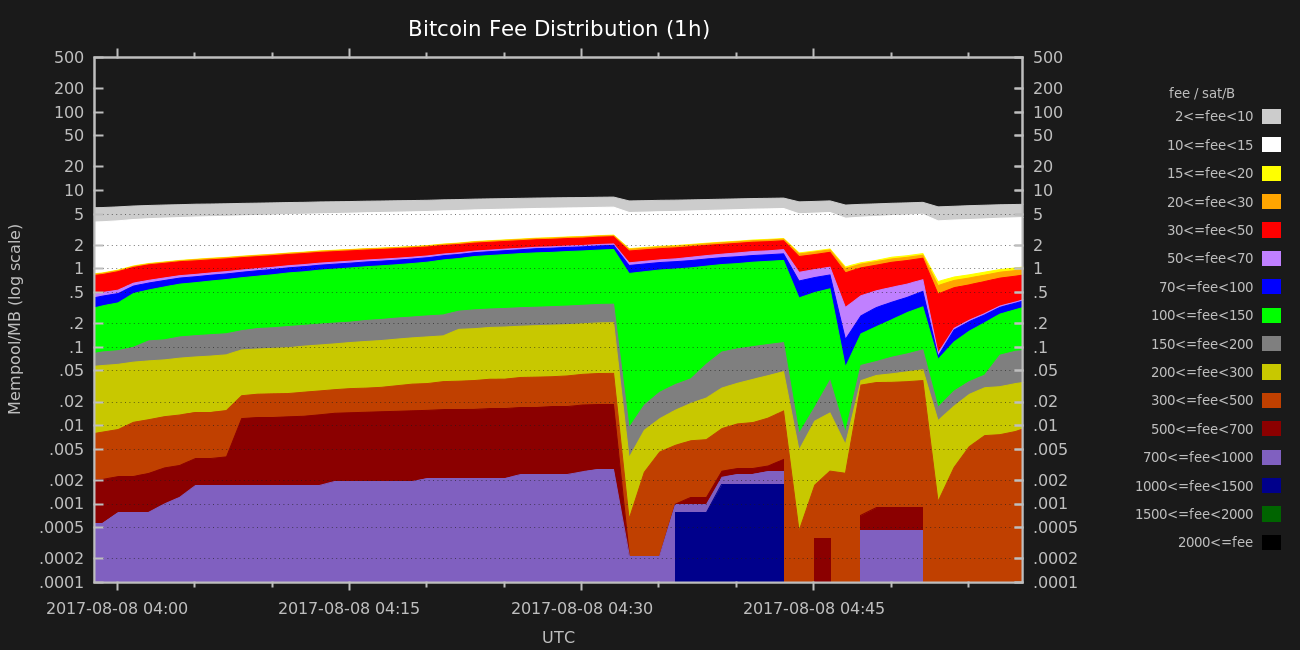 Bitcoin Fee Distribution (1h)
500 500
200 200
100 100
50 50
20 20
10 10
5 5
2 2
1 1
.5 .5
.2 .2
.1 .1
.05 .05
.02 .02
.01 .01
.005 .005
.002 .002
.001 .001
.0005 .0005
.0002 .0002
.0001 .0001
Mempool/MB (log scale)
2017-08-08 04:00 2017-08-08 04:15 2017-08-08 04:30 2017-08-08 04:45
UTC
fee / sat/B
2<=fee<10
10<=fee<15
15<=fee<20
20<=fee<30
30<=fee<50
50<=fee<70
70<=fee<100
100<=fee<150
150<=fee<200
200<=fee<300
300<=fee<500
500<=fee<700
700<=fee<1000
1000<=fee<1500
1500<=fee<2000
2000<=fee